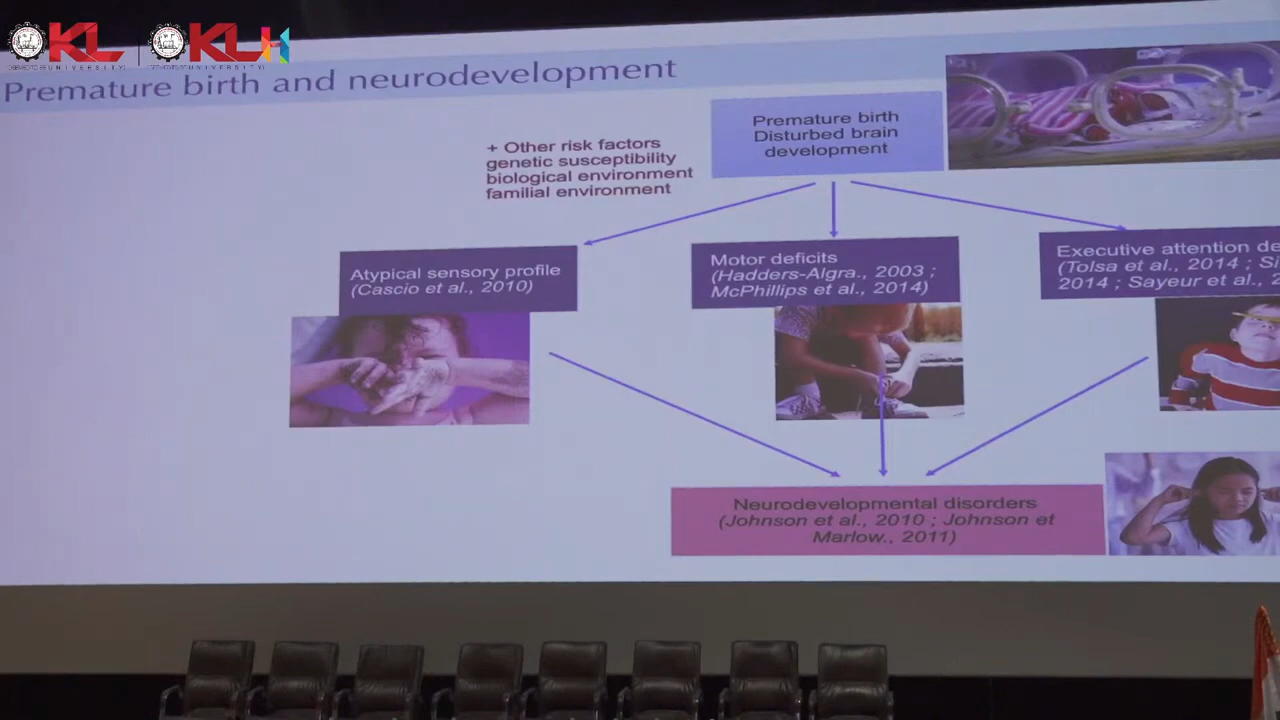 KL
UNIVERSITY
KLH
UNIVERSITY
Premature birth and neurodevelopment
Premature birth
Disturbed brain
development
+ Other risk factors
genetic susceptibility
biological environment
familial environment
Atypical sensory profile
(Cascio et al., 2010)
Motor deficits
(Hadders-Algra., 2003 ;
McPhillips et al., 2014)
Executive attention de
(Tolsa et al., 2014 ; Si
2014 ; Sayeur et al., 2
Neurodevelopmental disorders
(Johnson et al., 2010 ; Johnson et
Marlow., 2011)